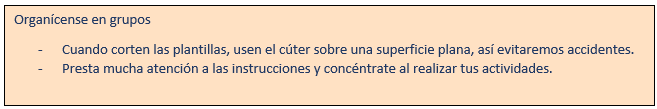 Organícense en grupos
- Cuando corten las plantillas, usen el cúter sobre una superficie plana, así evitaremos accidentes.
- Presta mucha atención a las instrucciones y concéntrate al realizar tus actividades.